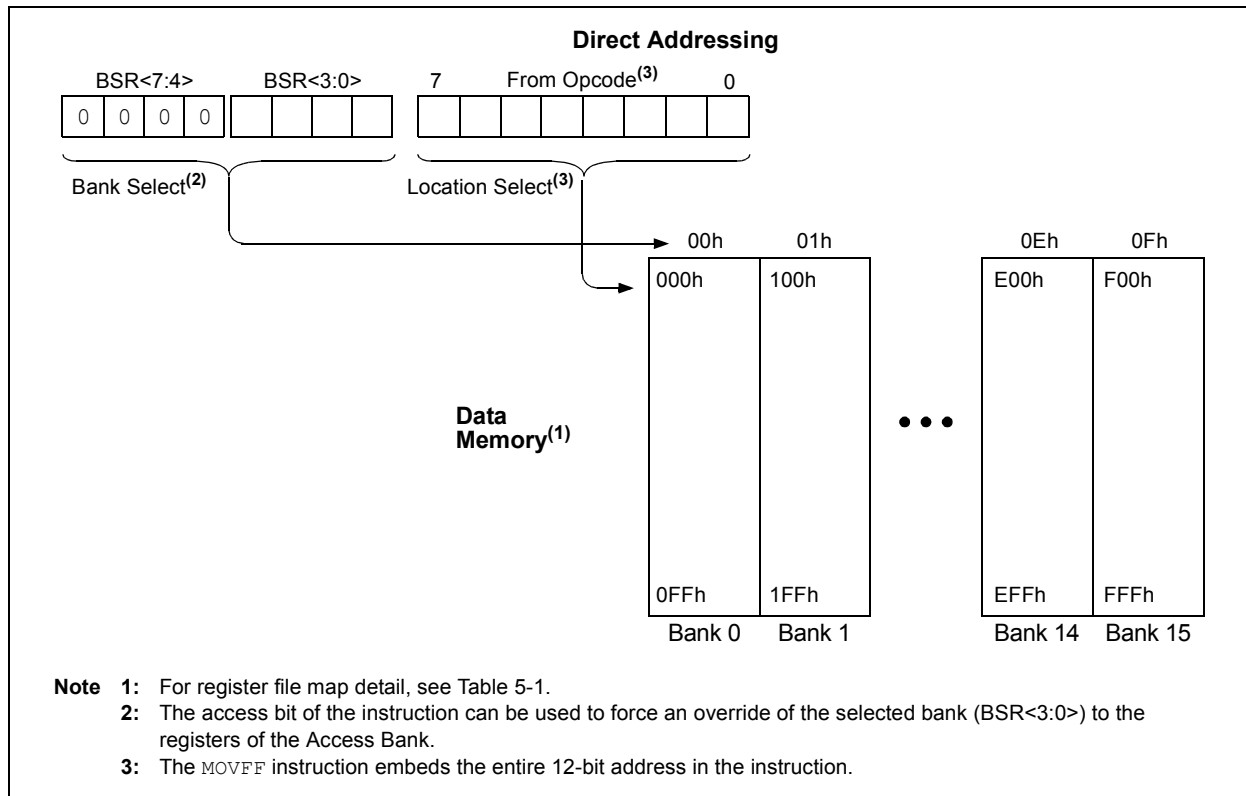 Direct Addressing
BSR<7:4> BSR<3:0> 7 From Opcode(3) 0
0 0 0 0
Bank Select(2) Location Select(3)
00h 01h 0Eh 0Fh
000h 100h E00h F00h
Data
Memory(1)
0FFh 1FFh EFFh FFFh
Bank 0 Bank 1 Bank 14 Bank 15
Note 1: For register file map detail, see Table 5-1.
2: The access bit of the instruction can be used to force an override of the selected bank (BSR<3:0>) to the
registers of the Access Bank.
3: The MOVFF instruction embeds the entire 12-bit address in the instruction.